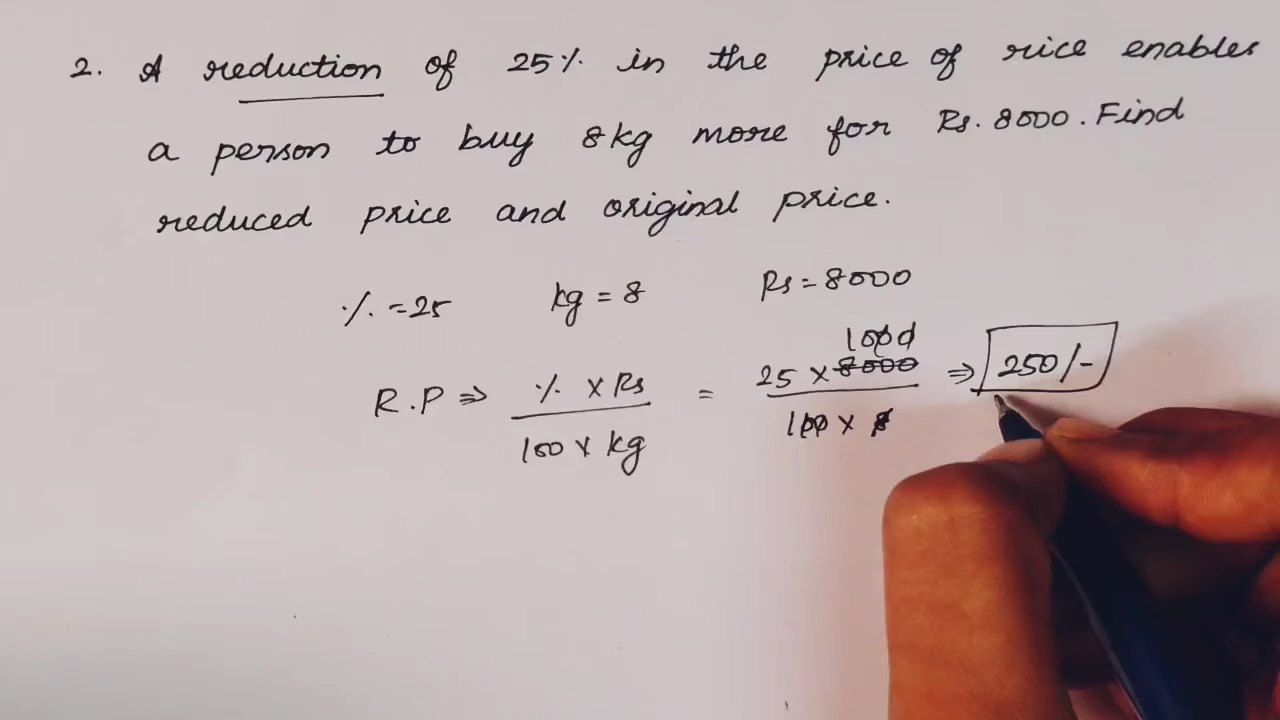 2. A reduction of 25% in the price of rice enables
a person to buy 8kg more for Rs. 8000. Find
reduced price and original price.
% = 25 kg = 8 Rs = 8000
R.P ⇒ % × Rs / 100 × kg = 25 × 8000 1000 / 100 × 8 ⇒ 250/-